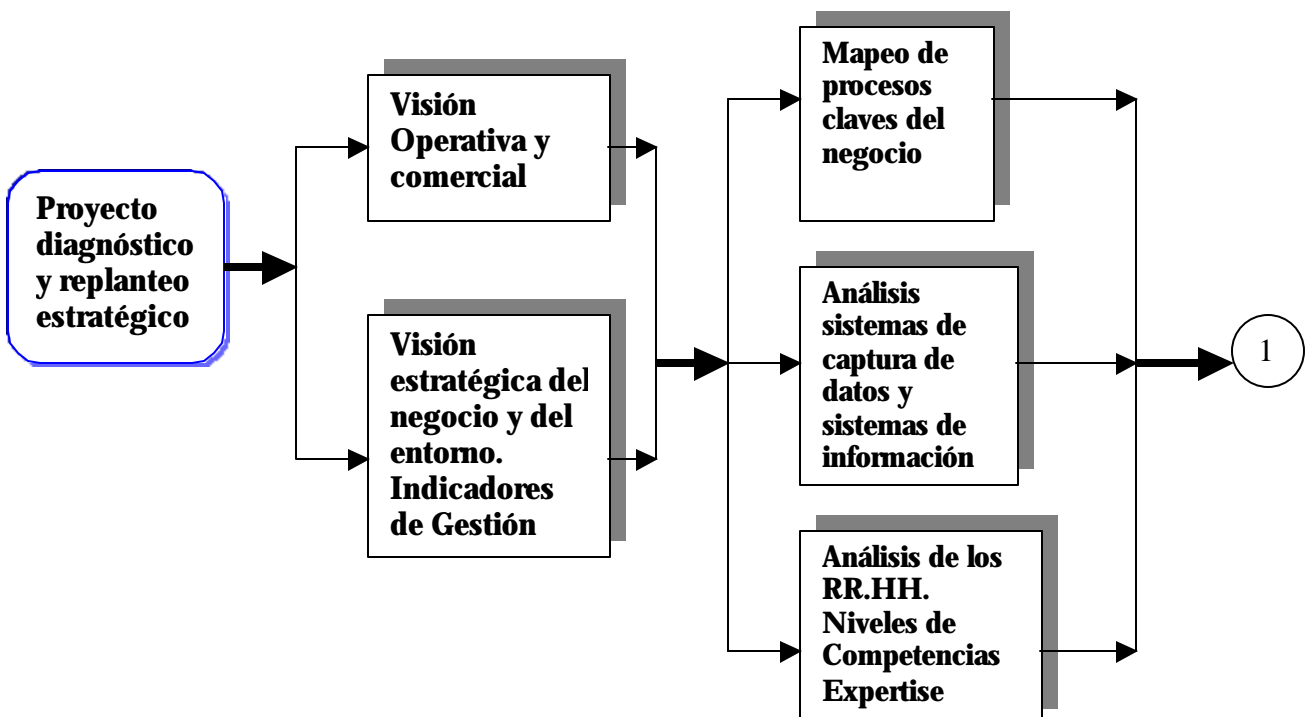 Proyecto
diagnóstico
y replanteo
estratégico
Visión
Operativa y
comercial
Visión
estratégica del
negocio y del
entorno.
Indicadores
de Gestión
Mapeo de
procesos
claves del
negocio
Análisis
sistemas de
captura de
datos y
sistemas de
información
Análisis de los
RR.HH.
Niveles de
Competencias
Expertise
1